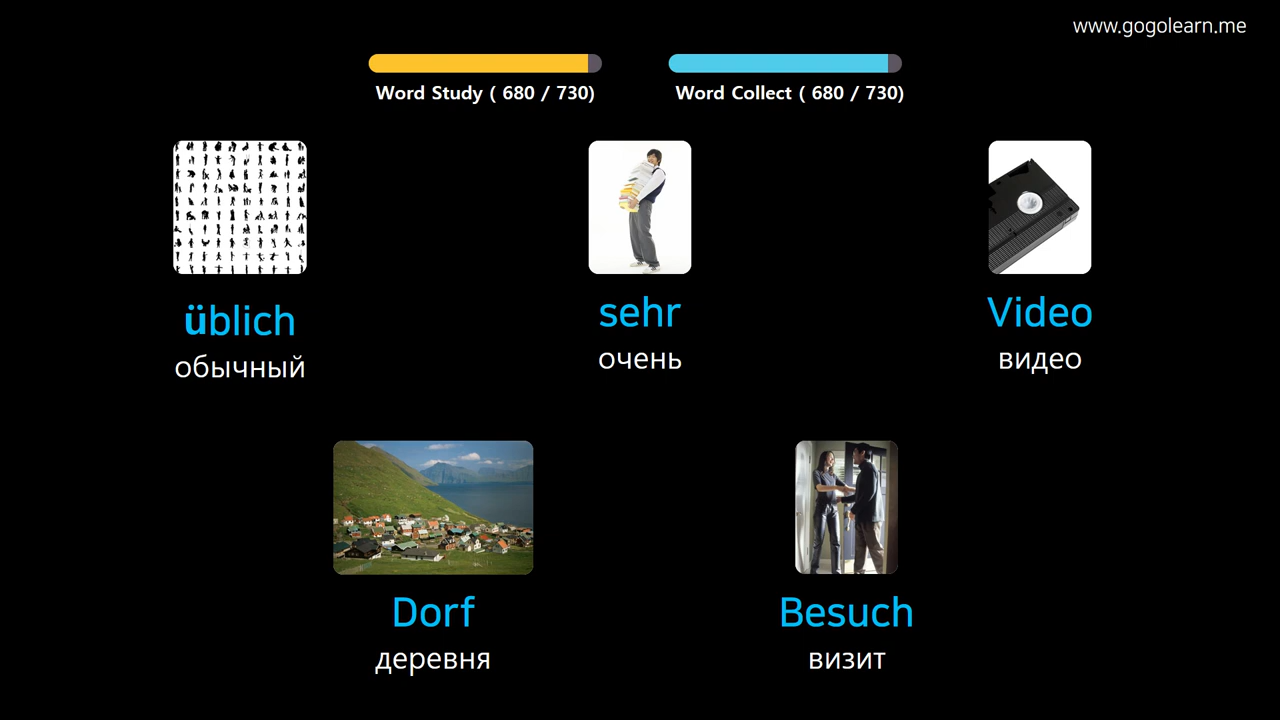 www.gogolearn.me
Word Study ( 680 / 730)
Word Collect ( 680 / 730)
üblich
обычный
sehr
очень
Video
видео
Dorf
деревня
Besuch
визит